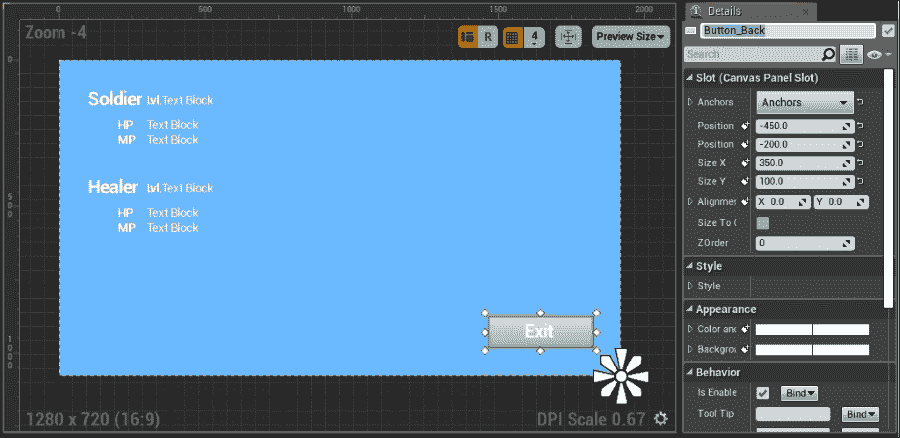 Zoom -4
0 500 1000 1500 2000
R 4 Preview Size
0
500
1000
Soldier lvl Text Block
HP Text Block
MP Text Block
Healer lvl Text Block
HP Text Block
MP Text Block
Exit
1280 x 720 (16:9)
DPI Scale 0.67
Details
Button_Back
Search
Slot (Canvas Panel Slot)
Anchors Anchors
Position -450.0
Position -200.0
Size X 350.0
Size Y 100.0
Alignme X 0.0 Y 0.0
Size To C
ZOrder 0
Style
Style
Appearance
Color and
Backgrou
Behavior
Is Enable Bind
Tool Tip Bind